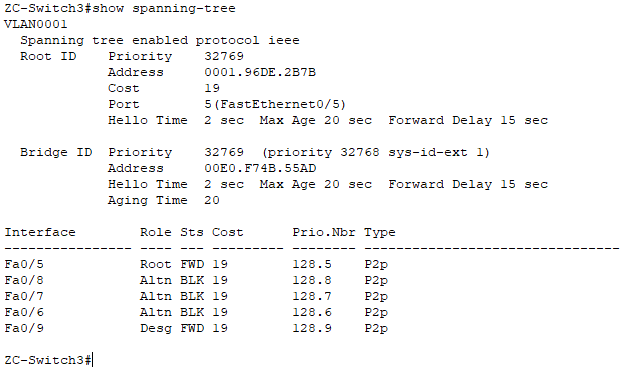 ZC-Switch3#show spanning-tree
VLAN0001
  Spanning tree enabled protocol ieee
  Root ID    Priority    32769
             Address     0001.96DE.2B7B
             Cost        19
             Port        5(FastEthernet0/5)
             Hello Time  2 sec  Max Age 20 sec  Forward Delay 15 sec

  Bridge ID  Priority    32769  (priority 32768 sys-id-ext 1)
             Address     00E0.F74B.55AD
             Hello Time  2 sec  Max Age 20 sec  Forward Delay 15 sec
             Aging Time  20

Interface        Role Sts Cost      Prio.Nbr Type
---------------- ---- --- --------- -------- --------------------------------
Fa0/5            Root FWD 19        128.5    P2p
Fa0/8            Altn BLK 19        128.8    P2p
Fa0/7            Altn BLK 19        128.7    P2p
Fa0/6            Altn BLK 19        128.6    P2p
Fa0/9            Desg FWD 19        128.9    P2p

ZC-Switch3#